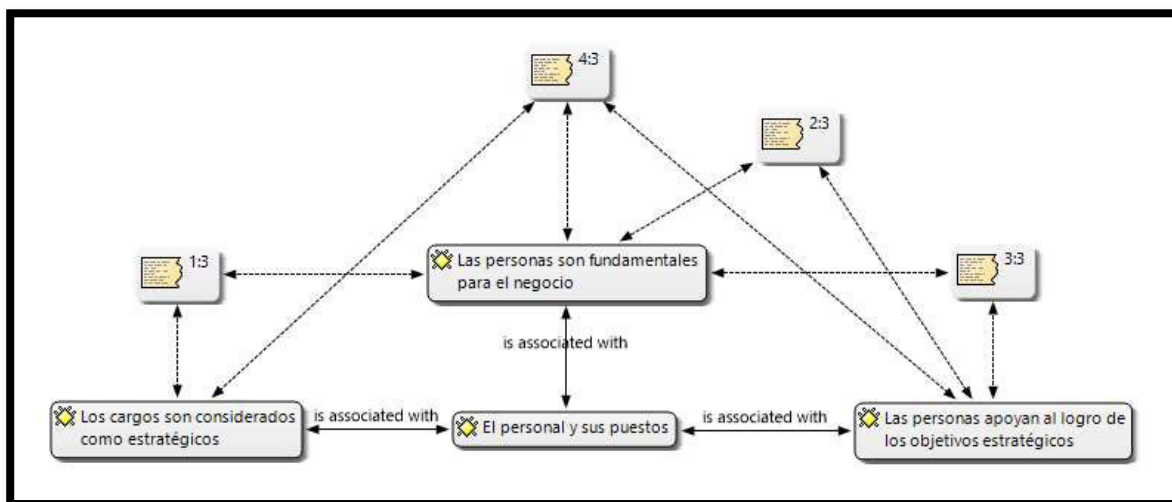 4:3
2:3
Las personas son fundamentales
para el negocio
1:3
3:3
is associated with
Los cargos son considerados
como estratégicos
is associated with
El personal y sus puestos
is associated with
Las personas apoyan al logro de
los objetivos estratégicos